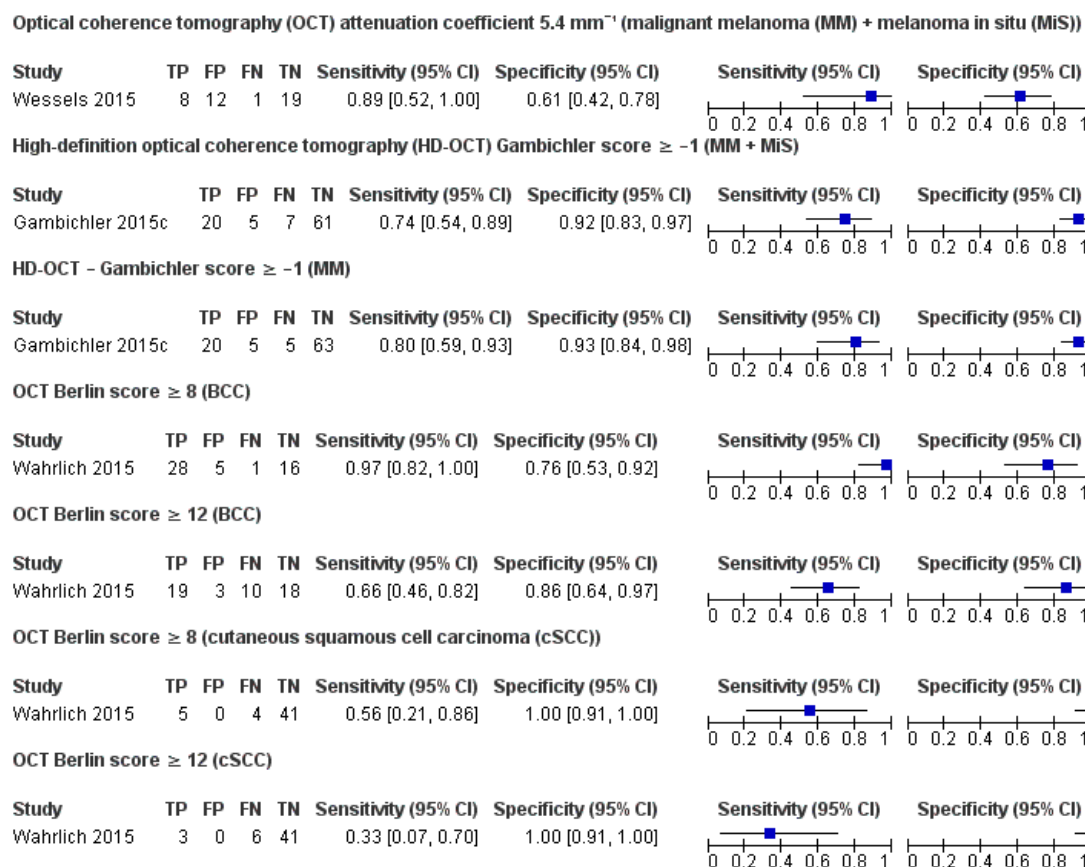 Optical coherence tomography (OCT) attenuation coefficient 5.4 mm⁻¹ (malignant melanoma (MM) + melanoma in situ (MiS))
Study TP FP FN TN Sensitivity (95% CI) Specificity (95% CI) Sensitivity (95% CI) Specificity (95% CI)
Wessels 2015 8 12 1 19 0.89 [0.52, 1.00] 0.61 [0.42, 0.78]
0 0.2 0.4 0.6 0.8 1 0 0.2 0.4 0.6 0.8 1
High-definition optical coherence tomography (HD-OCT) Gambichler score ≥ −1 (MM + MiS)
Study TP FP FN TN Sensitivity (95% CI) Specificity (95% CI) Sensitivity (95% CI) Specificity (95% CI)
Gambichler 2015c 20 5 7 61 0.74 [0.54, 0.89] 0.92 [0.83, 0.97]
0 0.2 0.4 0.6 0.8 1 0 0.2 0.4 0.6 0.8 1
HD-OCT – Gambichler score ≥ −1 (MM)
Study TP FP FN TN Sensitivity (95% CI) Specificity (95% CI) Sensitivity (95% CI) Specificity (95% CI)
Gambichler 2015c 20 5 5 63 0.80 [0.59, 0.93] 0.93 [0.84, 0.98]
0 0.2 0.4 0.6 0.8 1 0 0.2 0.4 0.6 0.8 1
OCT Berlin score ≥ 8 (BCC)
Study TP FP FN TN Sensitivity (95% CI) Specificity (95% CI) Sensitivity (95% CI) Specificity (95% CI)
Wahrlich 2015 28 5 1 16 0.97 [0.82, 1.00] 0.76 [0.53, 0.92]
0 0.2 0.4 0.6 0.8 1 0 0.2 0.4 0.6 0.8 1
OCT Berlin score ≥ 12 (BCC)
Study TP FP FN TN Sensitivity (95% CI) Specificity (95% CI) Sensitivity (95% CI) Specificity (95% CI)
Wahrlich 2015 19 3 10 18 0.66 [0.46, 0.82] 0.86 [0.64, 0.97]
0 0.2 0.4 0.6 0.8 1 0 0.2 0.4 0.6 0.8 1
OCT Berlin score ≥ 8 (cutaneous squamous cell carcinoma (cSCC))
Study TP FP FN TN Sensitivity (95% CI) Specificity (95% CI) Sensitivity (95% CI) Specificity (95% CI)
Wahrlich 2015 5 0 4 41 0.56 [0.21, 0.86] 1.00 [0.91, 1.00]
0 0.2 0.4 0.6 0.8 1 0 0.2 0.4 0.6 0.8 1
OCT Berlin score ≥ 12 (cSCC)
Study TP FP FN TN Sensitivity (95% CI) Specificity (95% CI) Sensitivity (95% CI) Specificity (95% CI)
Wahrlich 2015 3 0 6 41 0.33 [0.07, 0.70] 1.00 [0.91, 1.00]
0 0.2 0.4 0.6 0.8 1 0 0.2 0.4 0.6 0.8 1